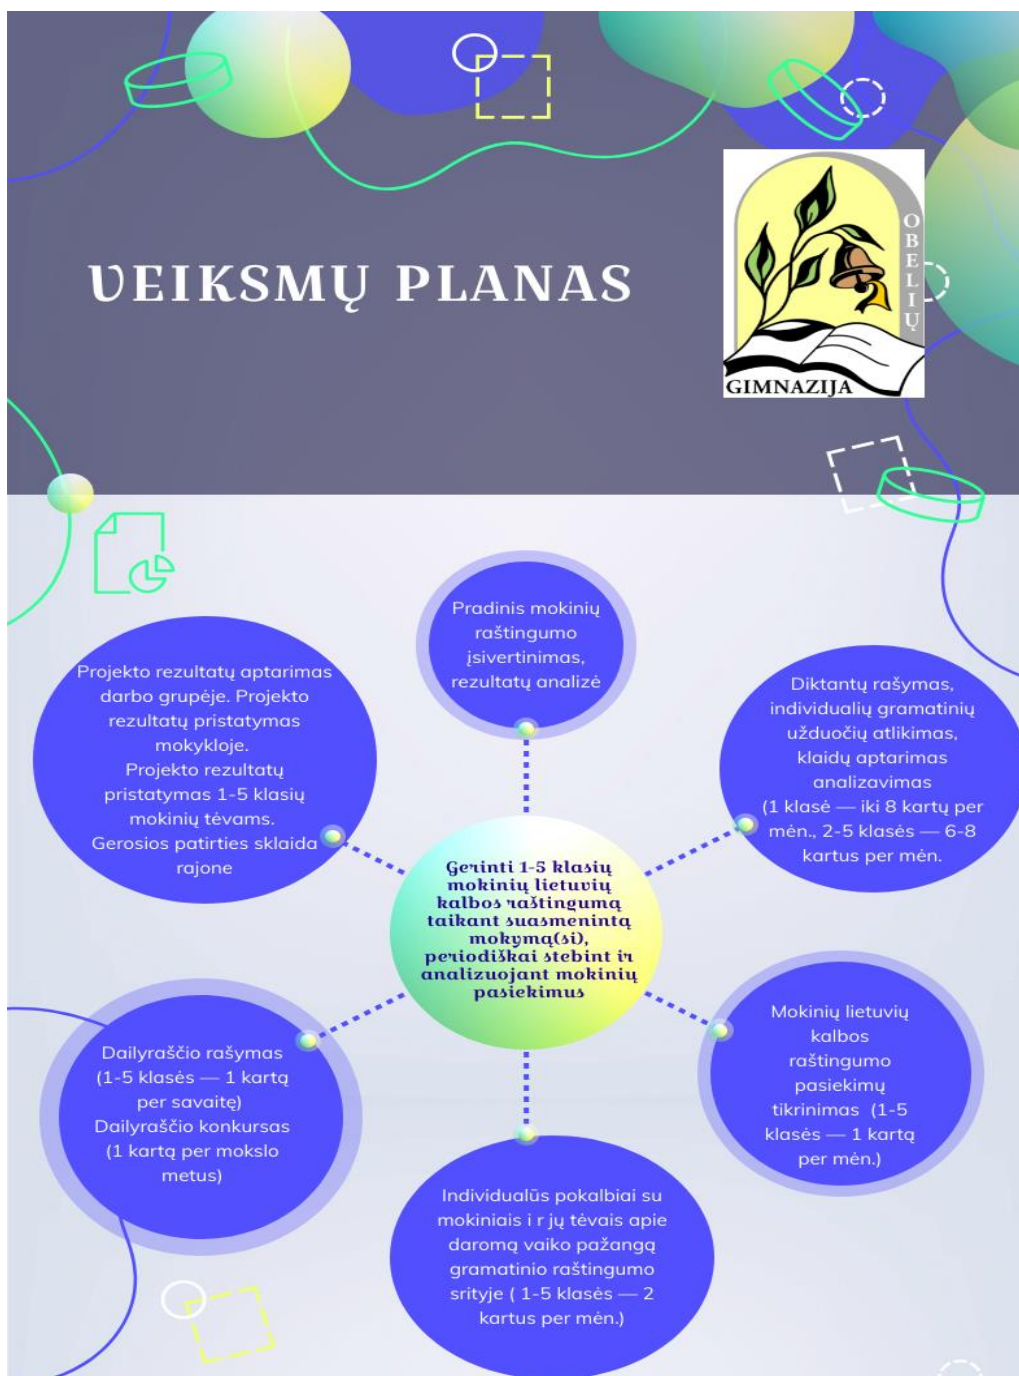 VEIKSMŲ PLANAS
OBELIŲ
GIMNAZIJA
Pradinis mokinių
raštingumo
įsivertinimas,
rezultatų analizė
Projekto rezultatų aptarimas
darbo grupėje. Projekto
rezultatų pristatymas
mokykloje.
Projekto rezultatų
pristatymas 1-5 klasių
mokinių tėvams.
Gerosios patirties sklaida
rajone
Diktantų rašymas,
individualių gramatinių
užduočių atlikimas,
klaidų aptarimas
analizavimas
(1 klasė — iki 8 kartų per
mėn., 2-5 klasės — 6-8
kartus per mėn.
Gerinti 1-5 klasių
mokinių lietuvių
kalbos raštingumą
taikant suasmenintą
mokymą(si),
periodiškai stebint ir
analizuojant mokinių
pasiekimus
Dailyraščio rašymas
(1-5 klasės — 1 kartą
per savaitę)
Dailyraščio konkursas
(1 kartą per mokslo
metus)
Mokinių lietuvių
kalbos
raštingumo
pasiekimų
tikrinimas (1-5
klasės — 1 kartą
per mėn.)
Individualūs pokalbiai su
mokiniais i r jų tėvais apie
daromą vaiko pažangą
gramatinio raštingumo
srityje ( 1-5 klasės — 2
kartus per mėn.)